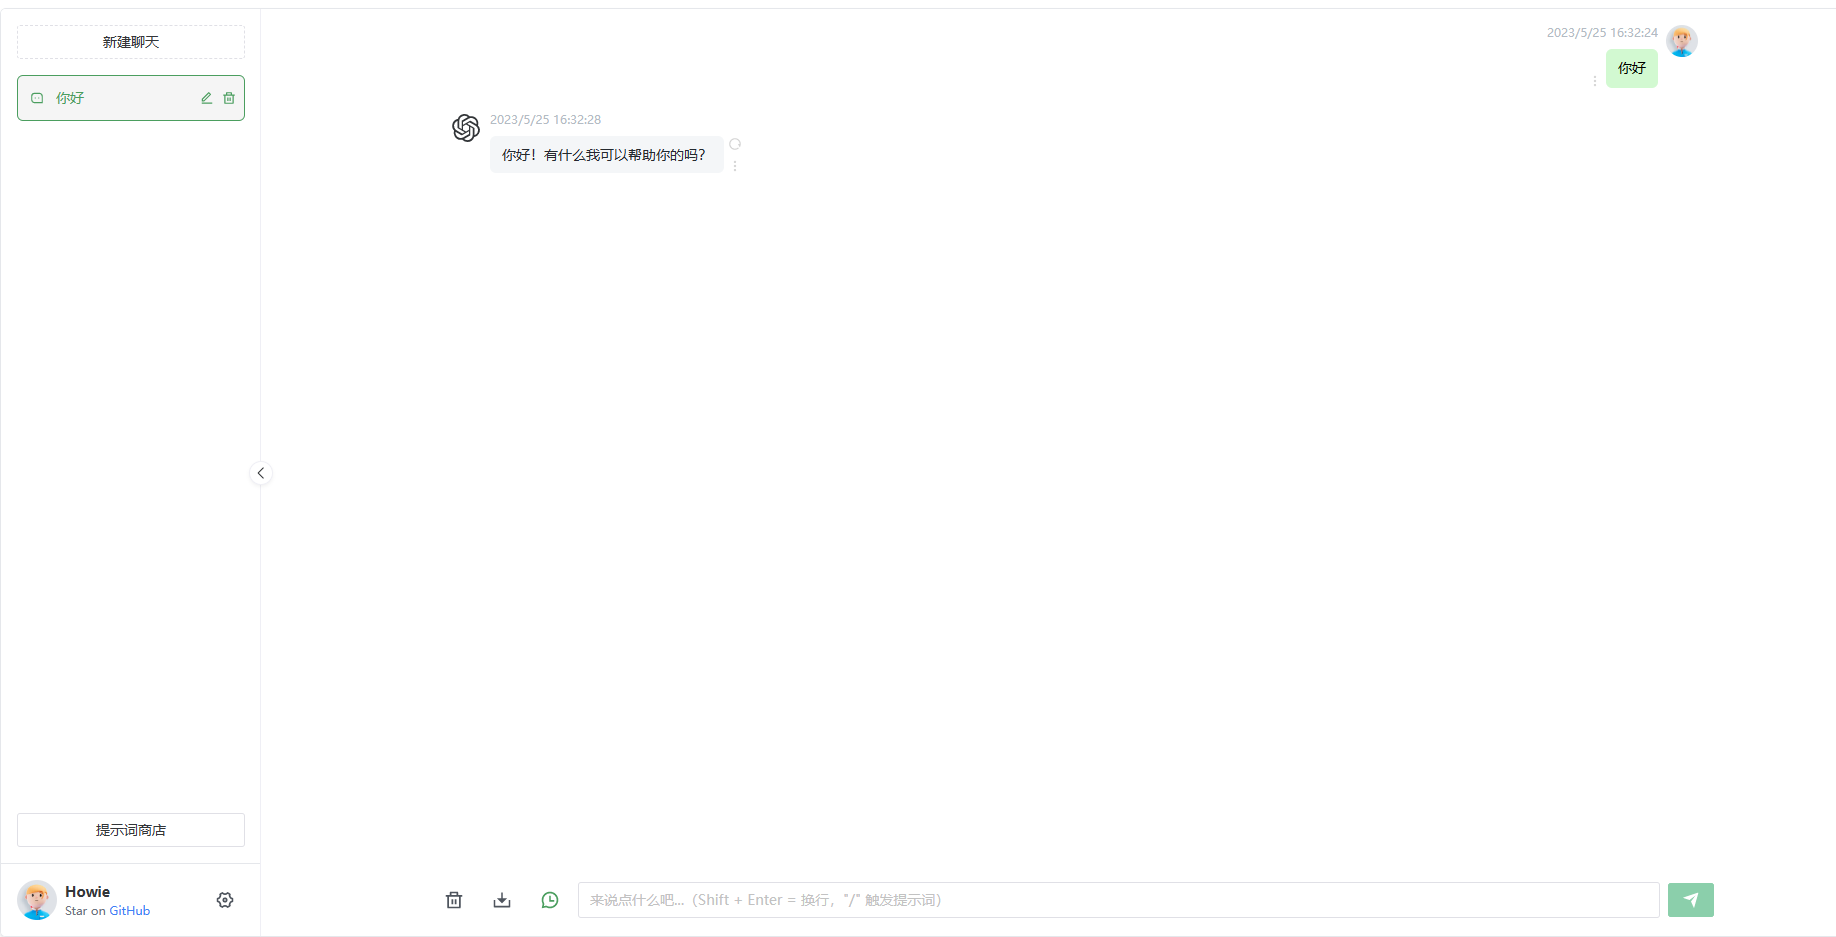 新建聊天
你好
提示词商店
Howie
Star on GitHub
2023/5/25 16:32:24
你好
2023/5/25 16:32:28
你好！有什么我可以帮助你的吗？
来说点什么吧...（Shift + Enter = 换行，"/" 触发提示词）